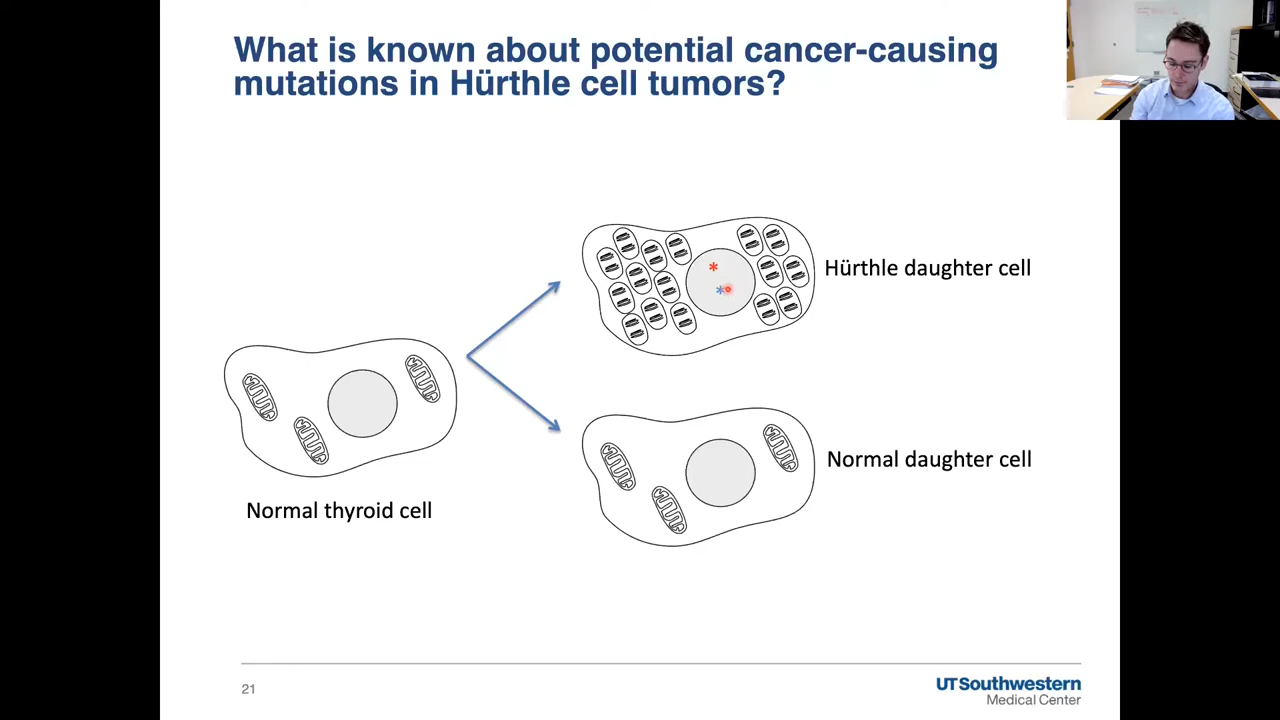 What is known about potential cancer-causing
mutations in Hürthle cell tumors?
Hürthle daughter cell
Normal daughter cell
Normal thyroid cell
21
UTSouthwestern
Medical Center